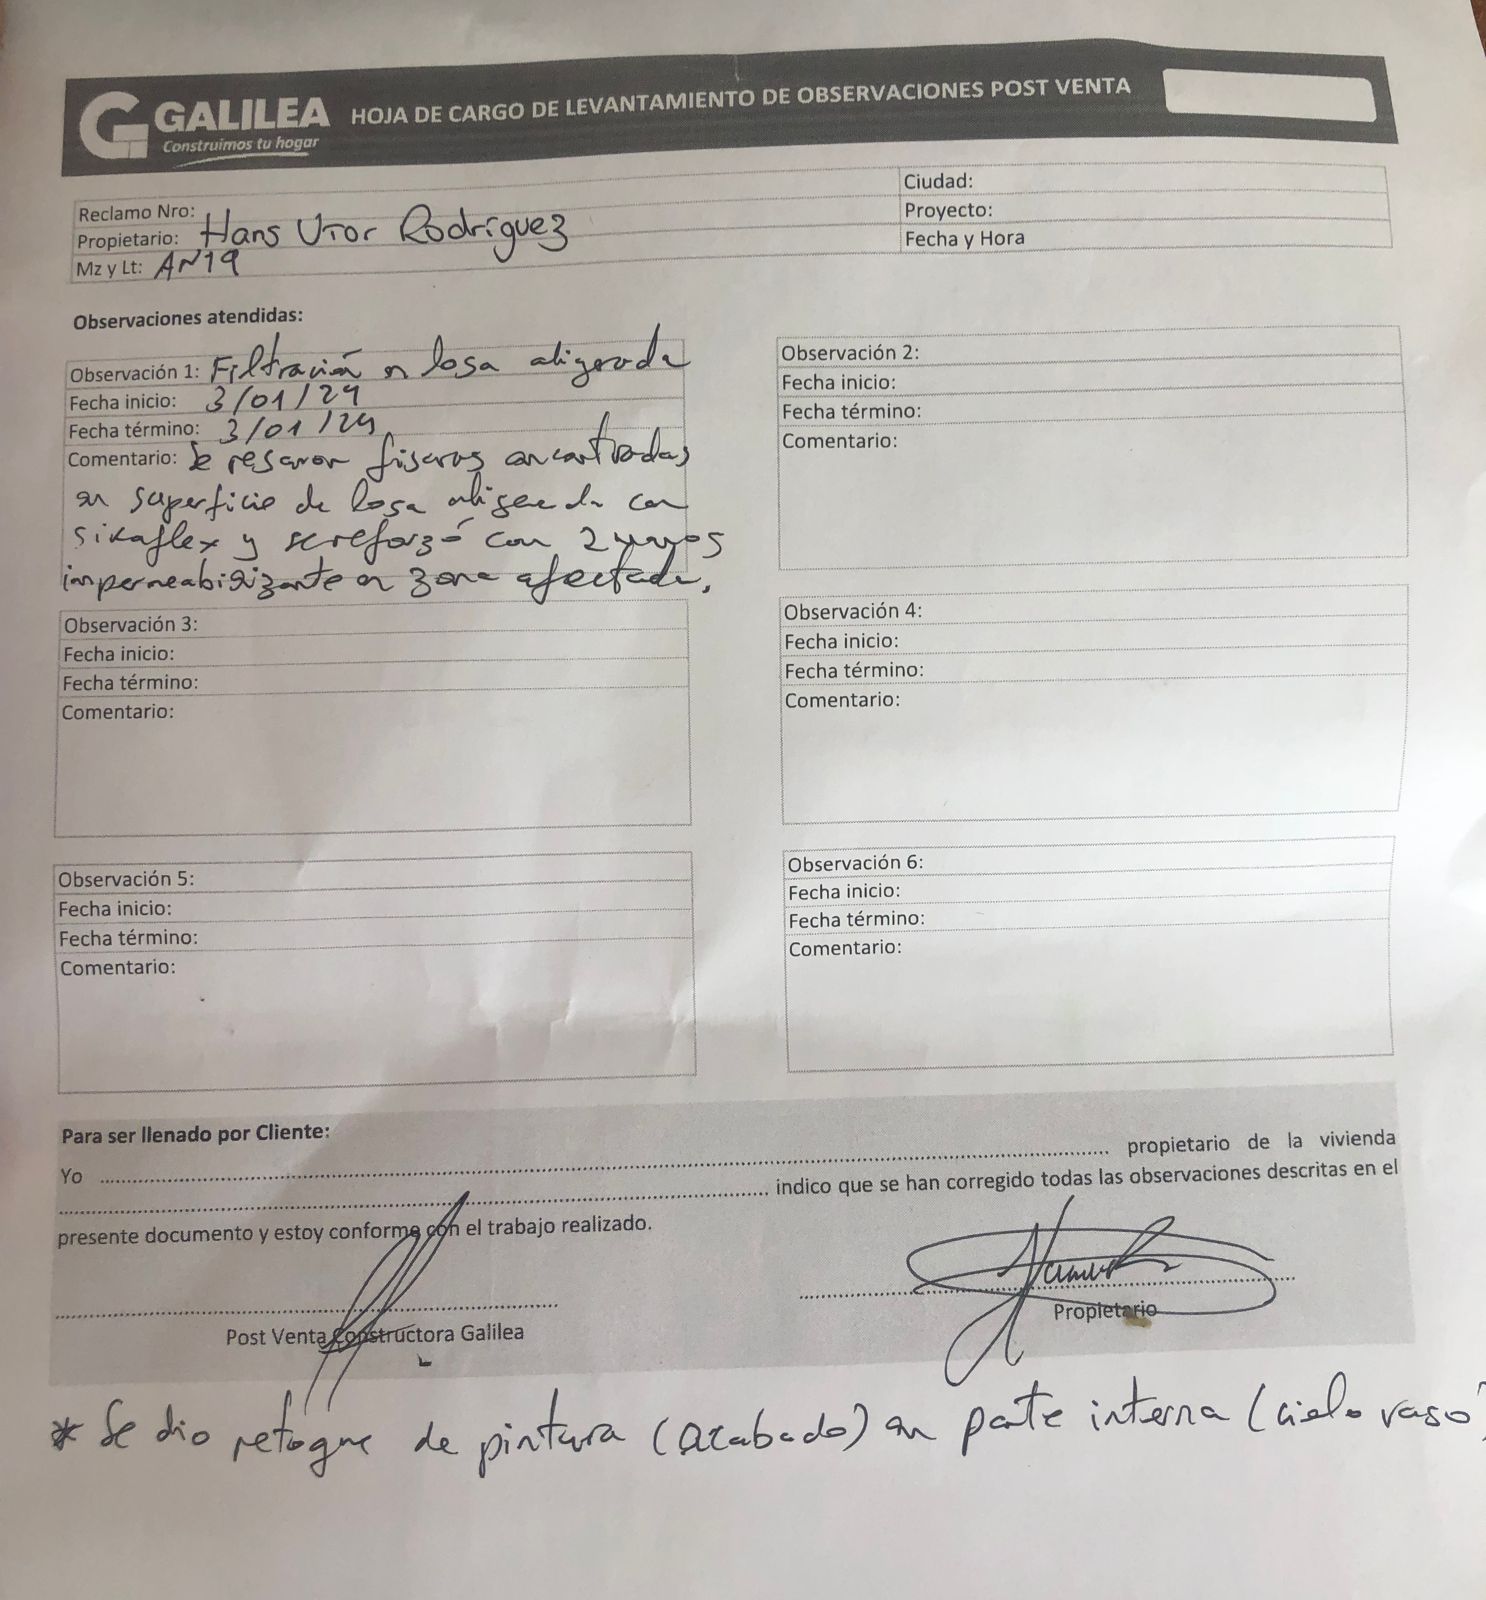 GALILEA
Construimos tu hogar
HOJA DE CARGO DE LEVANTAMIENTO DE OBSERVACIONES POST VENTA
Reclamo Nro:
Propietario: Hans Utor Rodríguez
Mz y Lt: AN19
Ciudad:
Proyecto:
Fecha y Hora
Observaciones atendidas:
Observación 1: Filtración en losa aligerada
Fecha inicio: 3/01/24
Fecha término: 3/01/24
Comentario: Se resanaron fisuras encontradas
en superficie de losa aligerada con
sikaflex y se reforzó con 2 manos
impermeabilizante en zona afectada.
Observación 2:
Fecha inicio:
Fecha término:
Comentario:
Observación 3:
Fecha inicio:
Fecha término:
Comentario:
Observación 4:
Fecha inicio:
Fecha término:
Comentario:
Observación 5:
Fecha inicio:
Fecha término:
Comentario:
Observación 6:
Fecha inicio:
Fecha término:
Comentario:
Para ser llenado por Cliente:
Yo ........ propietario de la vivienda
........ indico que se han corregido todas las observaciones descritas en el
presente documento y estoy conforme con el trabajo realizado.
Post Venta Constructora Galilea
Propietario
* Se dio retoque de pintura (acabado) en parte interna (cielo raso)